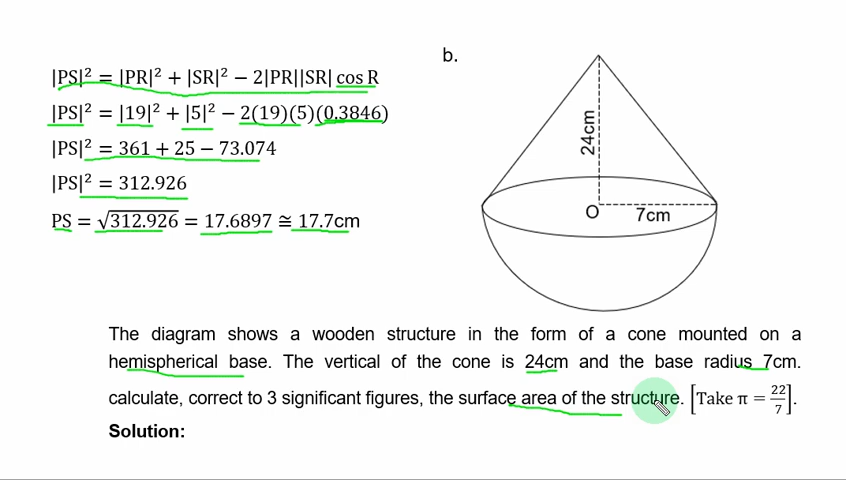 |PS|² = |PR|² + |SR|² − 2|PR||SR| cos R
|PS|² = |19|² + |5|² − 2(19)(5)(0.3846)
|PS|² = 361 + 25 − 73.074
|PS|² = 312.926
PS = √312.926 = 17.6897 ≅ 17.7cm
b.
24cm
O
7cm
The diagram shows a wooden structure in the form of a cone mounted on a
hemispherical base. The vertical of the cone is 24cm and the base radius 7cm.
calculate, correct to 3 significant figures, the surface area of the structure. [Take π = 22/7].
Solution: